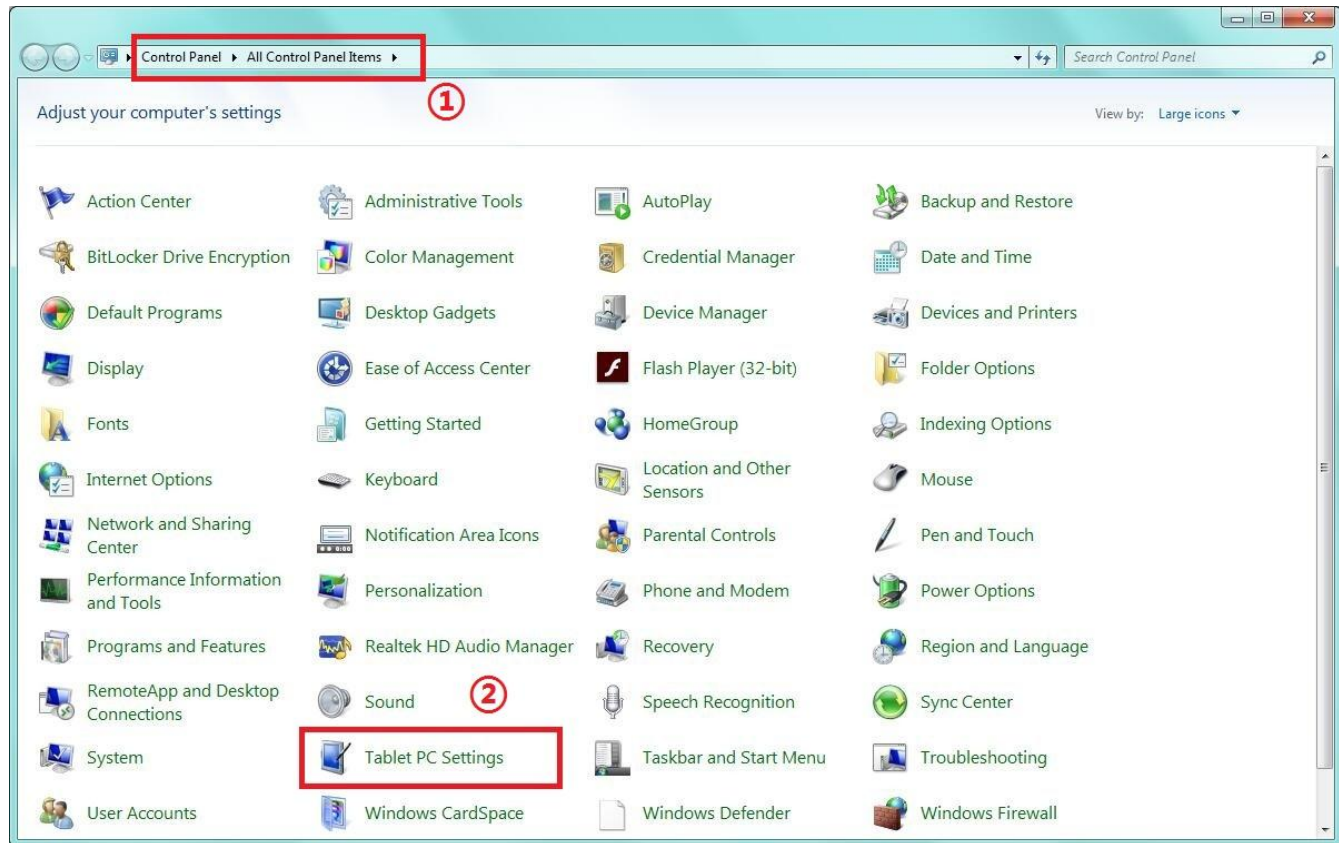 Control Panel ▸ All Control Panel Items ▸
Search Control Panel
①
Adjust your computer's settings
View by: Large icons
Action Center
Administrative Tools
AutoPlay
Backup and Restore
BitLocker Drive Encryption
Color Management
Credential Manager
Date and Time
Default Programs
Desktop Gadgets
Device Manager
Devices and Printers
Display
Ease of Access Center
Flash Player (32-bit)
Folder Options
Fonts
Getting Started
HomeGroup
Indexing Options
Internet Options
Keyboard
Location and Other
Sensors
Mouse
Network and Sharing
Center
Notification Area Icons
Parental Controls
Pen and Touch
Performance Information
and Tools
Personalization
Phone and Modem
Power Options
Programs and Features
Realtek HD Audio Manager
Recovery
Region and Language
RemoteApp and Desktop
Connections
Sound
②
Speech Recognition
Sync Center
System
Tablet PC Settings
Taskbar and Start Menu
Troubleshooting
User Accounts
Windows CardSpace
Windows Defender
Windows Firewall